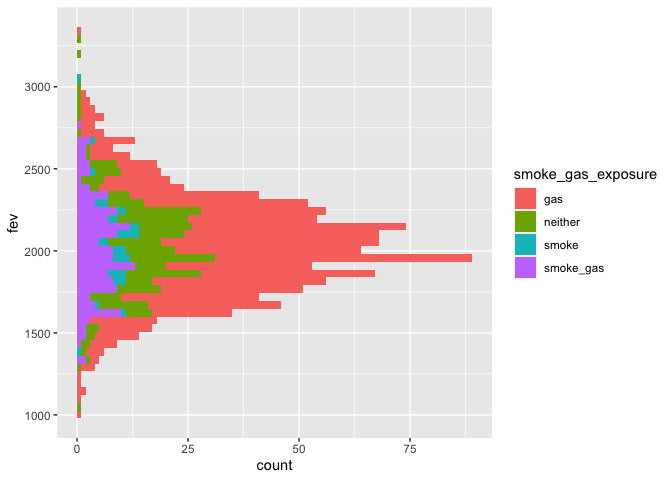 3000
2500
2000
1500
1000
fev
0
25
50
75
count
smoke_gas_exposure
gas
neither
smoke
smoke_gas